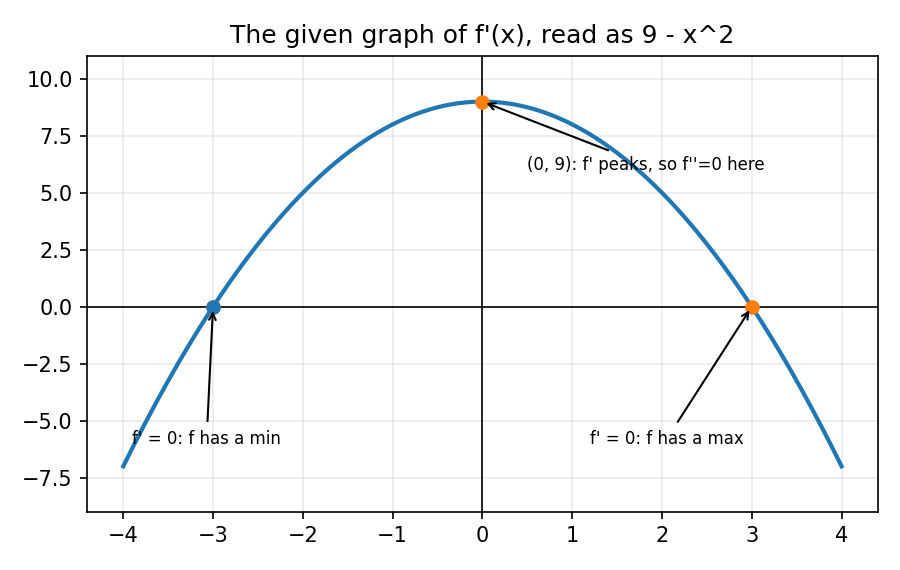 The given graph of f'(x), read as 9 - x^2
10.0
7.5
(0, 9): f' peaks, so f''=0 here
5.0
2.5
0.0
−2.5
−5.0
f' = 0: f has a min
f' = 0: f has a max
−7.5
−4 −3 −2 −1 0 1 2 3 4